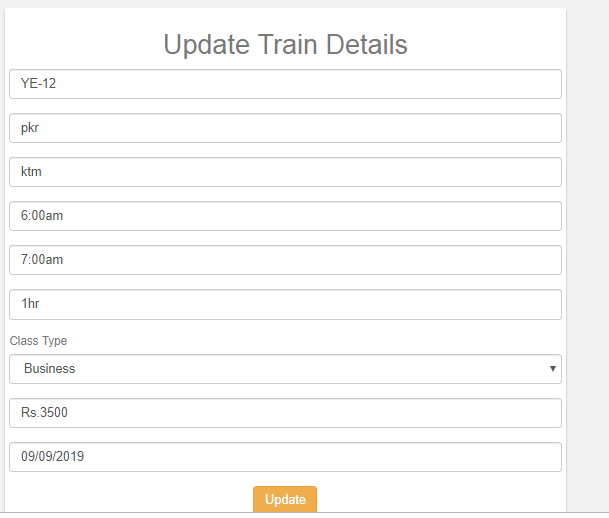 Update Train Details
YE-12
pkr
ktm
6:00am
7:00am
1hr
Class Type
Business
Rs.3500
09/09/2019
Update